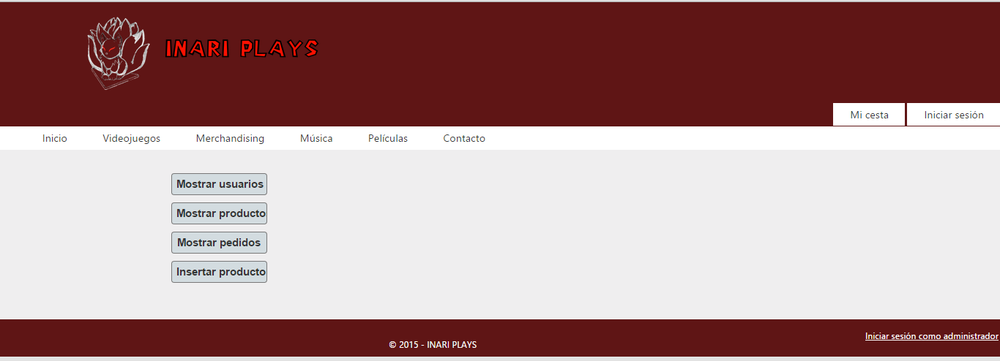 INARI PLAYS
Mi cesta
Iniciar sesión
Inicio
Videojuegos
Merchandising
Música
Películas
Contacto
Mostrar usuarios
Mostrar producto
Mostrar pedidos
Insertar producto
Iniciar sesión como administrador
© 2015 - INARI PLAYS